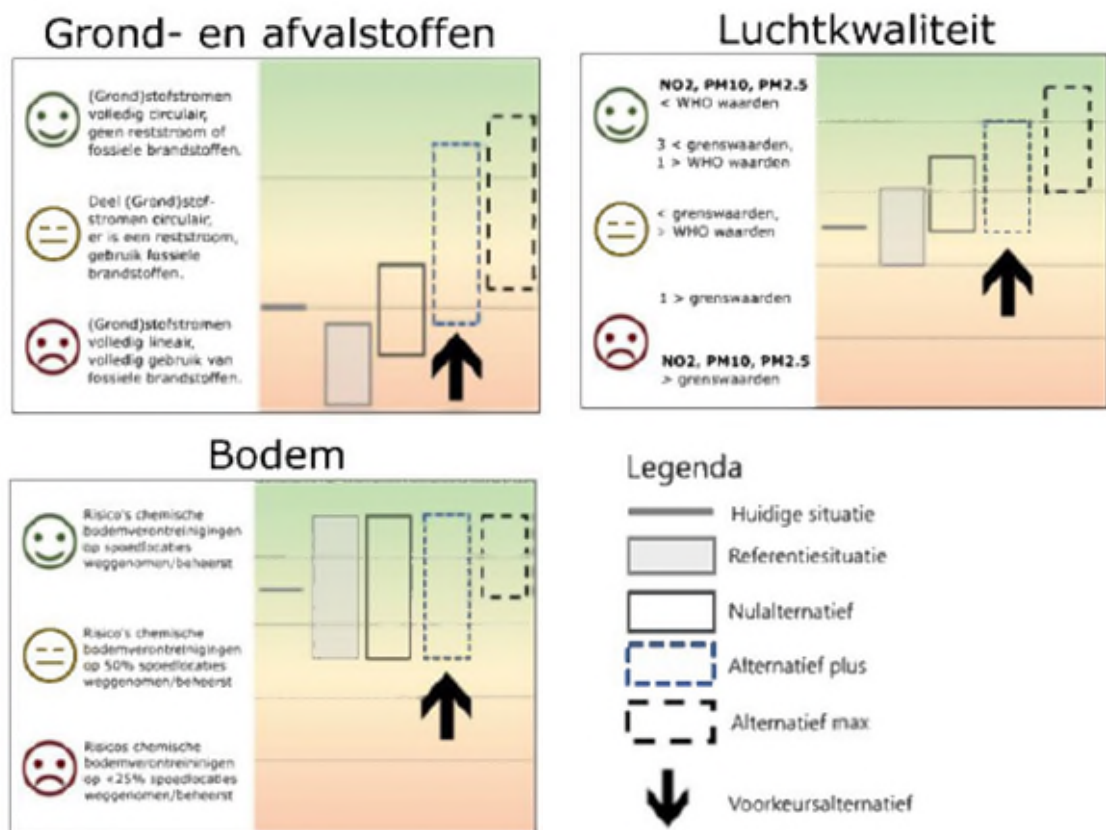 Grond- en afvalstoffen
(Grond)stofstromen
volledig circulair,
geen reststroom of
fossiele brandstoffen.
Deel (Grond)stof-
stromen circulair,
er is een reststroom,
gebruik fossiele
brandstoffen.
(Grond)stofstromen
volledig lineair,
volledig gebruik van
fossiele brandstoffen.
Luchtkwaliteit
NO2, PM10, PM2.5
< WHO waarden
3 < grenswaarden,
1 > WHO waarden
< grenswaarden,
> WHO waarden
1 > grenswaarden
NO2, PM10, PM2.5
> grenswaarden
Bodem
Risico's chemische
bodemverontreinigingen
op spoedlocaties
weggenomen/beheerst
Risico's chemische
bodemverontreinigingen
op 50% spoedlocaties
weggenomen/beheerst
Risicos chemische
bodemverontreinigingen
op <25% spoedlocaties
weggenomen/beheerst
Legenda
Huidige situatie
Referentiesituatie
Nulalternatief
Alternatief plus
Alternatief max
Voorkeursalternatief